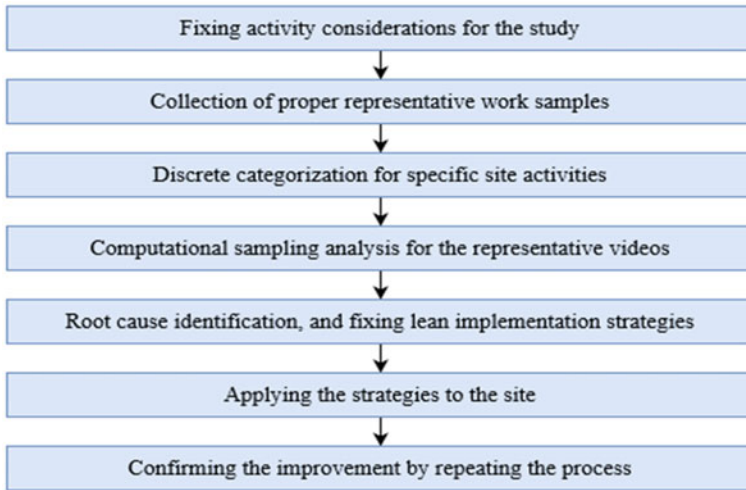 Fixing activity considerations for the study
Collection of proper representative work samples
Discrete categorization for specific site activities
Computational sampling analysis for the representative videos
Root cause identification, and fixing lean implementation strategies
Applying the strategies to the site
Confirming the improvement by repeating the process